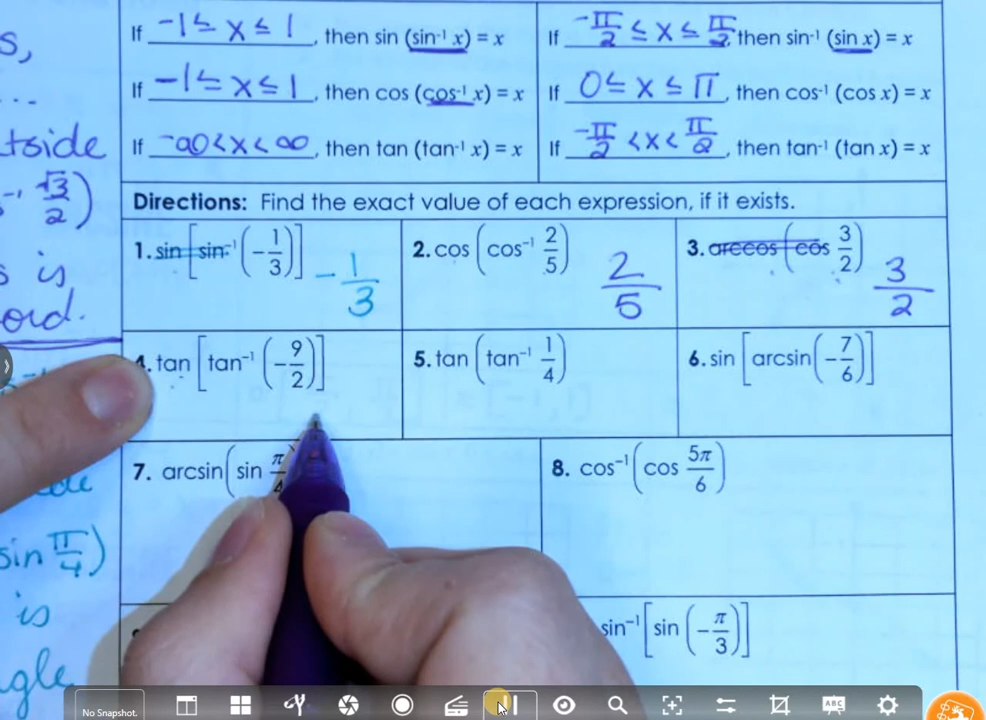 s,
If -1 ≤ x ≤ 1, then sin (sin⁻¹ x) = x
If -π/2 ≤ x ≤ π/2, then sin⁻¹ (sin x) = x
...
If -1 ≤ x ≤ 1, then cos (cos⁻¹ x) = x
If 0 ≤ x ≤ π, then cos⁻¹ (cos x) = x
tside
If -∞ < x < ∞, then tan (tan⁻¹ x) = x
If -π/2 < x < π/2, then tan⁻¹ (tan x) = x
√3/2)
Directions: Find the exact value of each expression, if it exists.
1. sin [sin⁻¹ (-1/3)] -1/3
2. cos (cos⁻¹ 2/5) 2/5
3. arccos (cos 3/2) 3/2
s is
ord.
4. tan [tan⁻¹ (-9/2)]
5. tan (tan⁻¹ 1/4)
6. sin [arcsin (-7/6)]
7. arcsin (sin π/4
8. cos⁻¹ (cos 5π/6)
sin π/4)
is
sin⁻¹ [sin (-π/3)]
gle
No Snapshot.
ABC